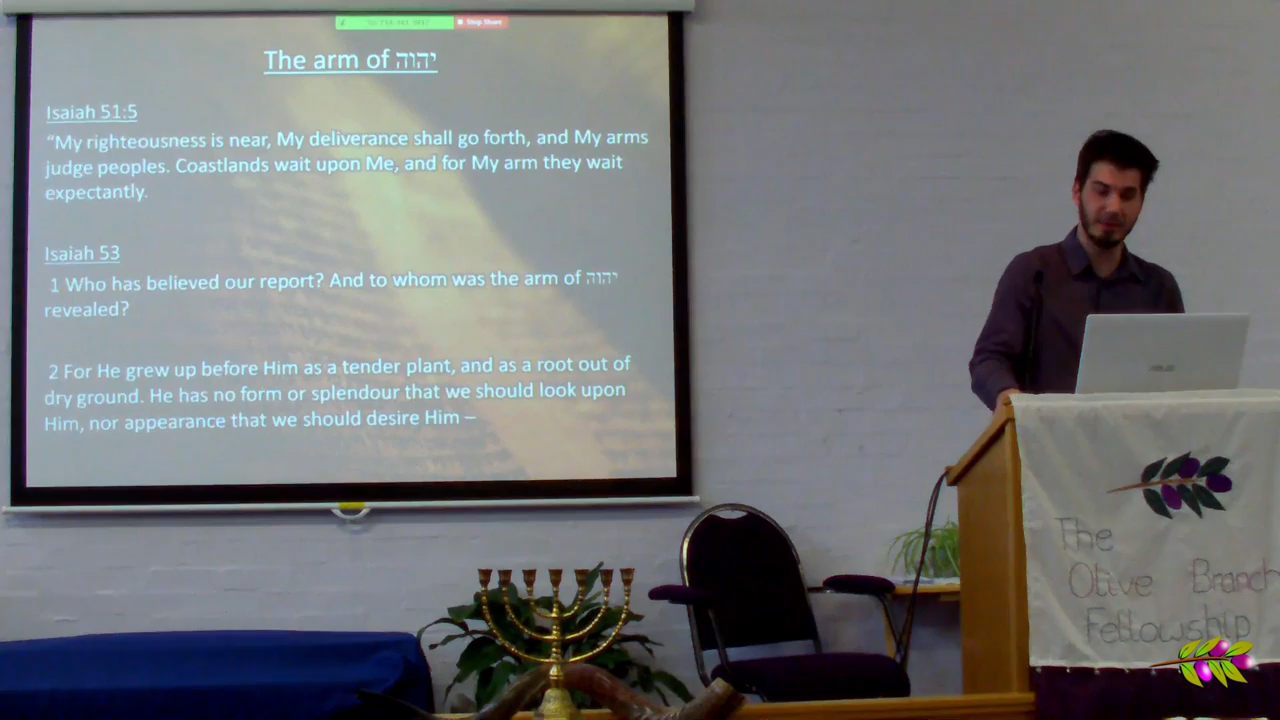 Stop Share
The arm of יהוה
Isaiah 51:5
“My righteousness is near, My deliverance shall go forth, and My arms
judge peoples. Coastlands wait upon Me, and for My arm they wait
expectantly.
Isaiah 53
1 Who has believed our report? And to whom was the arm of יהוה
revealed?
2 For He grew up before Him as a tender plant, and as a root out of
dry ground. He has no form or splendour that we should look upon
Him, nor appearance that we should desire Him –
ASUS
The
Olive Branch
Fellowship